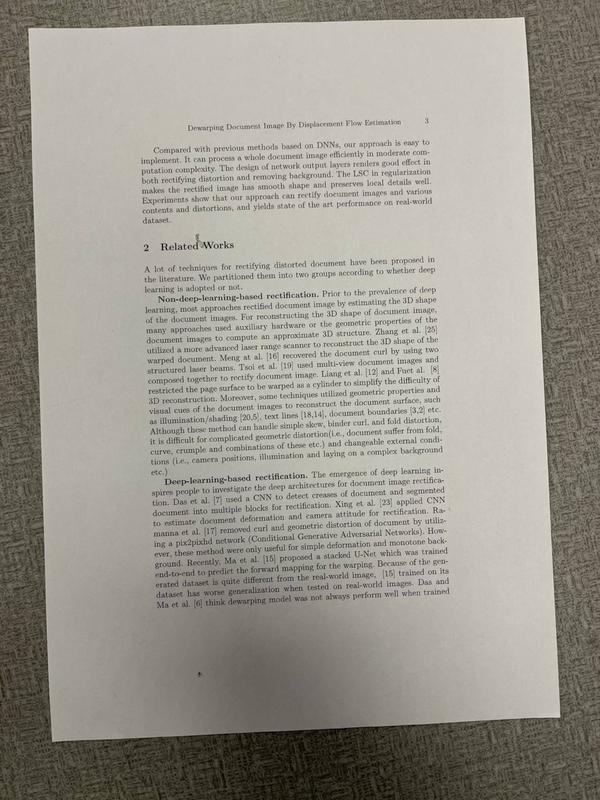 Dewarping Document Image By Displacement Flow Estimation 3
Compared with previous methods based on DNNs, our approach is easy to
implement. It can process a whole document image efficiently in moderate com-
putation complexity. The design of network output layers renders good effect in
both rectifying distortion and removing background. The LSC in regularization
makes the rectified image has smooth shape and preserves local details well.
Experiments show that our approach can rectify document images and various
contents and distortions, and yields state of the art performance on real-world
dataset.
2 Related Works
A lot of techniques for rectifying distorted document have been proposed in
the literature. We partitioned them into two groups according to whether deep
learning is adopted or not.
Non-deep-learning-based rectification. Prior to the prevalence of deep
learning, most approaches rectified document image by estimating the 3D shape
of the document images. For reconstructing the 3D shape of document image,
many approaches used auxiliary hardware or the geometric properties of the
document images to compute an approximate 3D structure. Zhang et al. [25]
utilized a more advanced laser range scanner to reconstruct the 3D shape of the
warped document. Meng at al. [16] recovered the document curl by using two
structured laser beams. Tsoi et al. [19] used multi-view document images and
composed together to rectify document image. Liang et al. [12] and Fuet al. [8]
restricted the page surface to be warped as a cylinder to simplify the difficulty of
3D reconstruction. Moreover, some techniques utilized geometric properties and
visual cues of the document images to reconstruct the document surface, such
as illumination/shading [20,5], text lines [18,14], document boundaries [3,2] etc.
Although these method can handle simple skew, binder curl, and fold distortion,
it is difficult for complicated geometric distortion(i.e., document suffer from fold,
curve, crumple and combinations of these etc.) and changeable external condi-
tions (i.e., camera positions, illumination and laying on a complex background
etc.)
Deep-learning-based rectification. The emergence of deep learning in-
spires people to investigate the deep architectures for document image rectifica-
tion. Das et al. [7] used a CNN to detect creases of document and segmented
document into multiple blocks for rectification. Xing et al. [23] applied CNN
to estimate document deformation and camera attitude for rectification. Ra-
manna et al. [17] removed curl and geometric distortion of document by utiliz-
ing a pix2pixhd network (Conditional Generative Adversarial Networks). How-
ever, these method were only useful for simple deformation and monotone back-
ground. Recently, Ma et al. [15] proposed a stacked U-Net which was trained
end-to-end to predict the forward mapping for the warping. Because of the gen-
erated dataset is quite different from the real-world image, [15] trained on its
dataset has worse generalization when tested on real-world images. Das and
Ma et al. [6] think dewarping model was not always perform well when trained